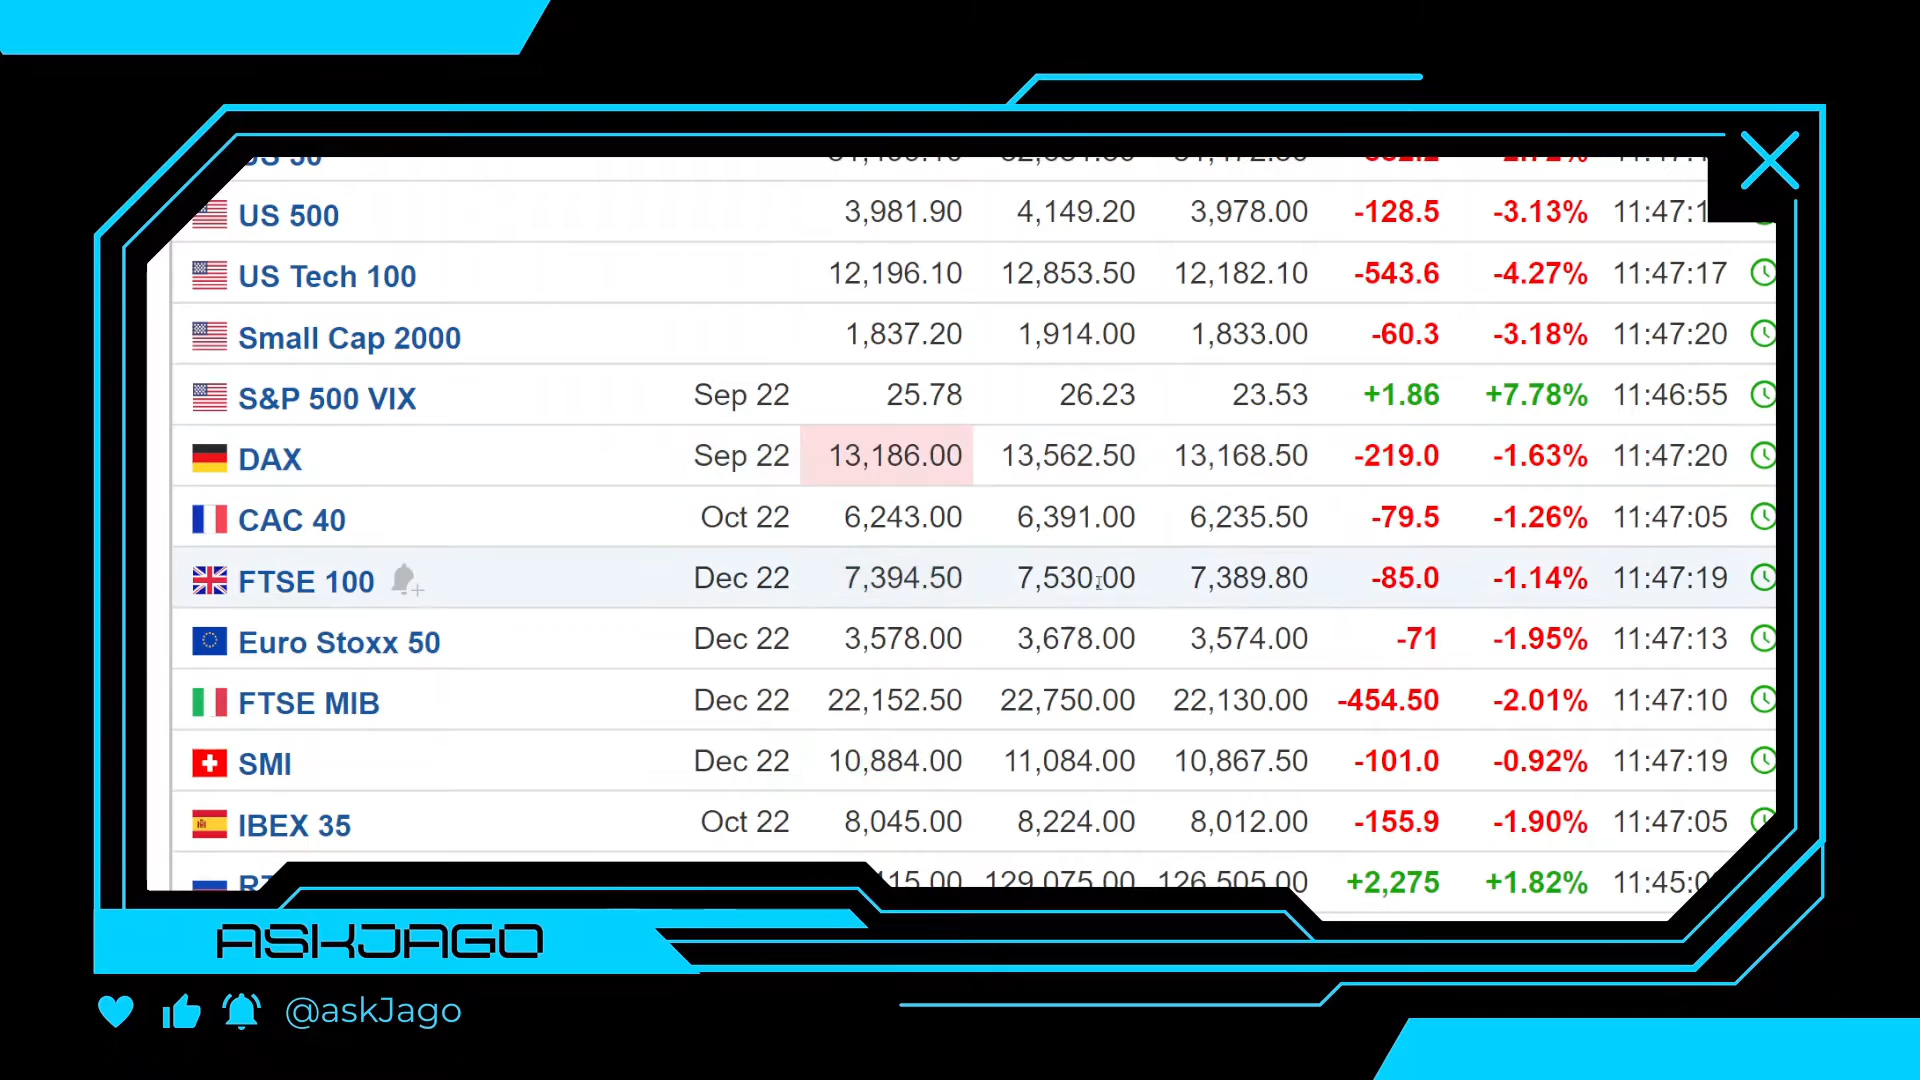 US 500 3,981.90 4,149.20 3,978.00 -128.5 -3.13%
US Tech 100 12,196.10 12,853.50 12,182.10 -543.6 -4.27% 11:47:17
Small Cap 2000 1,837.20 1,914.00 1,833.00 -60.3 -3.18% 11:47:20
S&P 500 VIX Sep 22 25.78 26.23 23.53 +1.86 +7.78% 11:46:55
DAX Sep 22 13,186.00 13,562.50 13,168.50 -219.0 -1.63% 11:47:20
CAC 40 Oct 22 6,243.00 6,391.00 6,235.50 -79.5 -1.26% 11:47:05
FTSE 100 Dec 22 7,394.50 7,530.00 7,389.80 -85.0 -1.14% 11:47:19
Euro Stoxx 50 Dec 22 3,578.00 3,678.00 3,574.00 -71 -1.95% 11:47:13
FTSE MIB Dec 22 22,152.50 22,750.00 22,130.00 -454.50 -2.01% 11:47:10
SMI Dec 22 10,884.00 11,084.00 10,867.50 -101.0 -0.92% 11:47:19
IBEX 35 Oct 22 8,045.00 8,224.00 8,012.00 -155.9 -1.90% 11:47:05
129,075.00 126,505.00 +2,275 +1.82%
ASKJAGO
@askJago